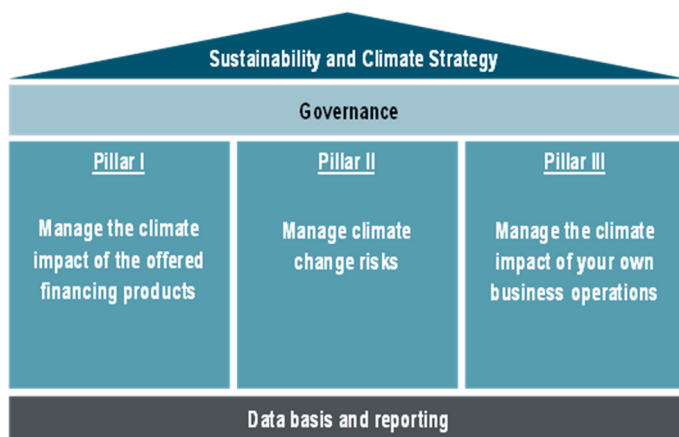 Sustainability and Climate Strategy
Governance
Pillar I
Manage the climate
impact of the offered
financing products
Pillar II
Manage climate
change risks
Pillar III
Manage the climate
impact of your own
business operations
Data basis and reporting